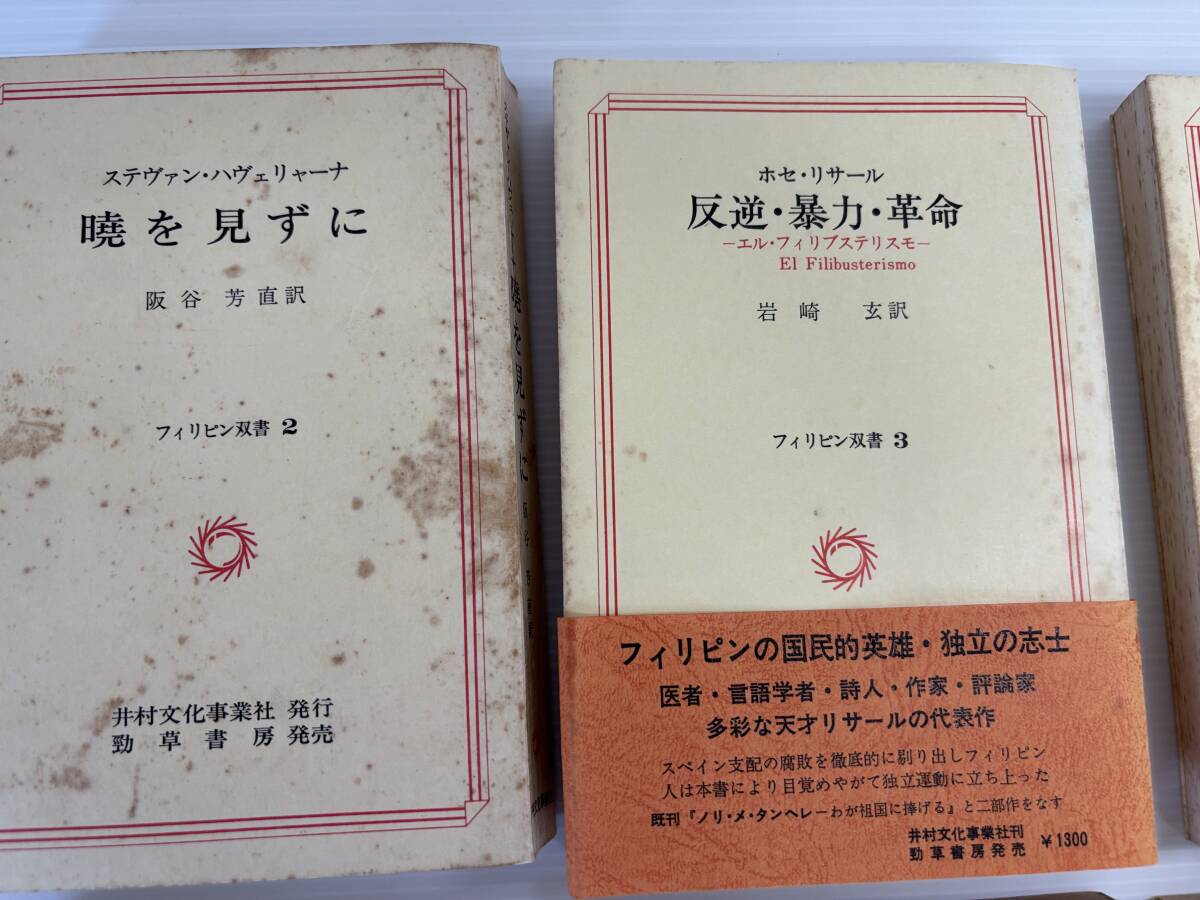 ステヴァン・ハヴェリャーナ
曉を見ずに
阪谷 芳直訳
フィリピン双書 2
井村文化事業社 発行
勁草書房 発売
曉を見ずに 阪谷
ホセ・リサール
反逆・暴力・革命
―エル・フィリブステリスモ―
El Filibusterismo
岩崎 玄訳
フィリピン双書 3
フィリピンの国民的英雄・独立の志士
医者・言語学者・詩人・作家・評論家
多彩な天才リサールの代表作
スペイン支配の腐敗を徹底的に剔り出しフィリピン
人は本書により目覚めやがて独立運動に立ち上った
既刊『ノリ・メ・タンヘレーわが祖国に捧げる』と二部作をなす
井村文化事業社刊
勁草書房発売 ￥1300